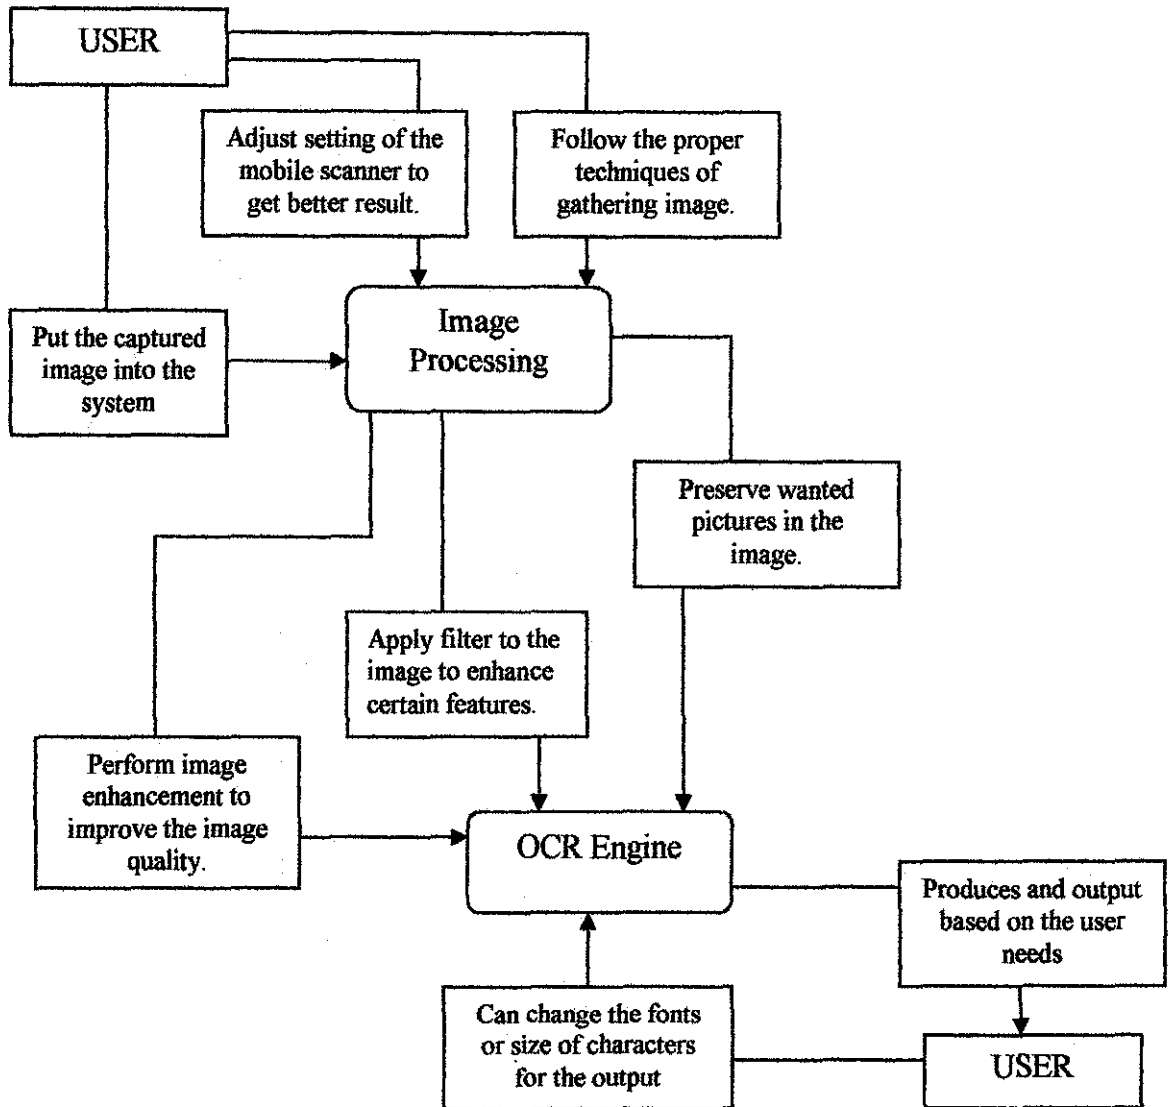 USER
Adjust setting of the
mobile scanner to
get better result.
Follow the proper
techniques of
gathering image.
Put the captured
image into the
system
Image
Processing
Preserve wanted
pictures in the
image.
Apply filter to the
image to enhance
certain features.
Perform image
enhancement to
improve the image
quality.
OCR Engine
Produces and output
based on the user
needs
Can change the fonts
or size of characters
for the output
USER